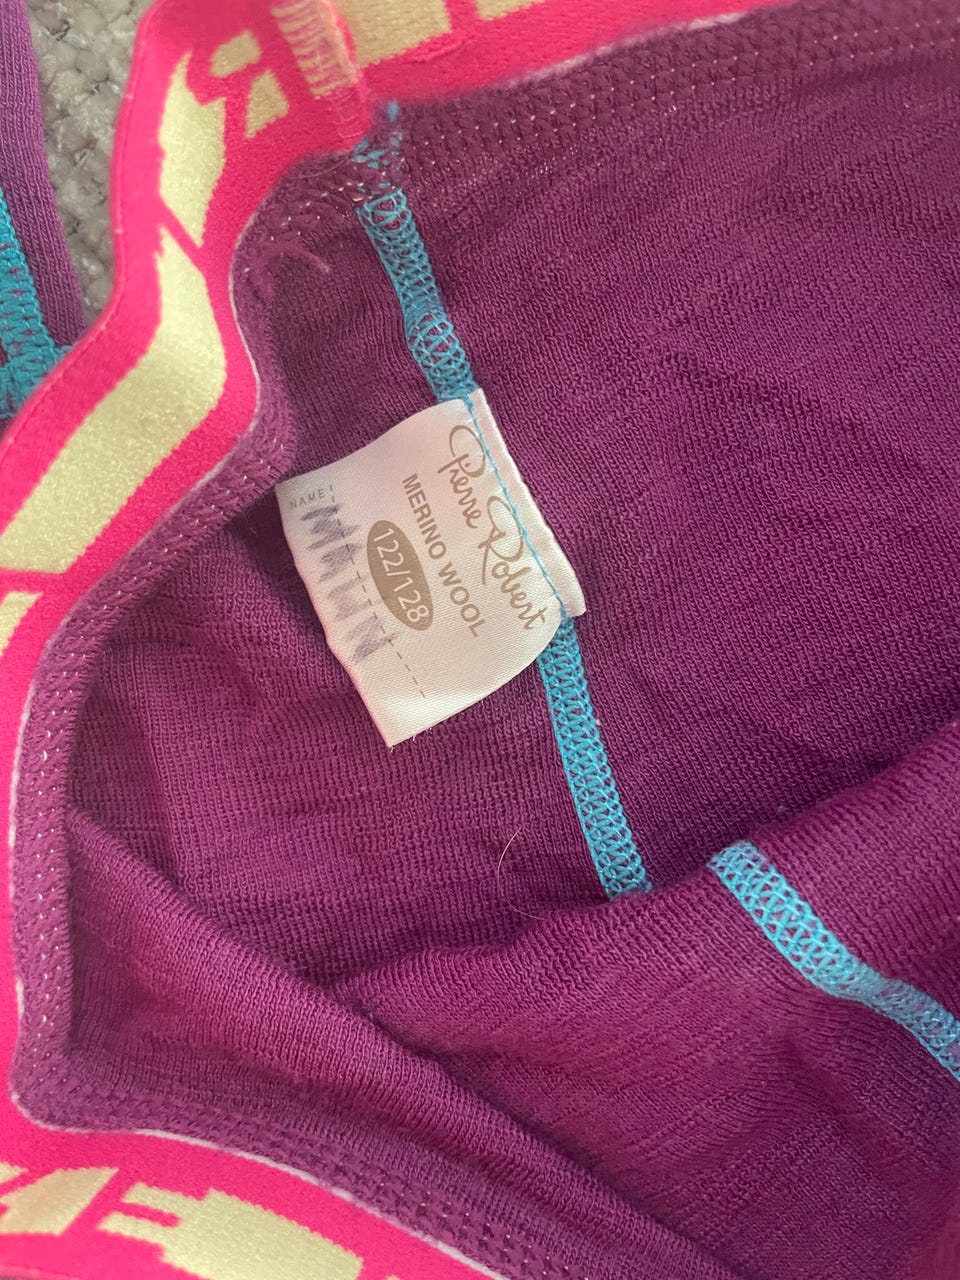 Pierre Robert
MERINO WOOL
122/128
NAME